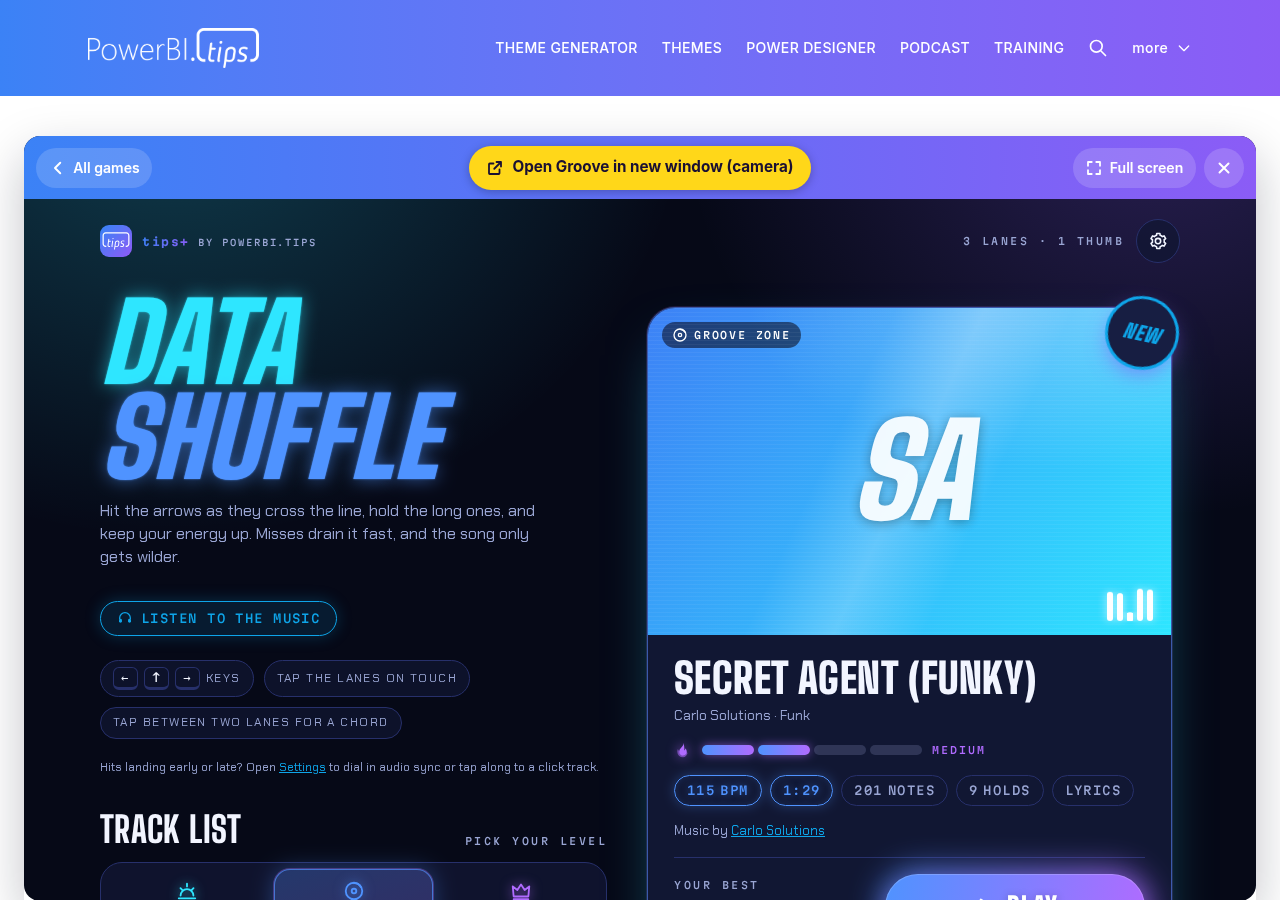 PowerBI.tips
THEME GENERATOR
THEMES
POWER DESIGNER
PODCAST
TRAINING
more
All games
Open Groove in new window (camera)
Full screen
tips
tips+ BY POWERBI.TIPS
3 LANES · 1 THUMB
DATA
SHUFFLE
Hit the arrows as they cross the line, hold the long ones, and
keep your energy up. Misses drain it fast, and the song only
gets wilder.
LISTEN TO THE MUSIC
← ↑ → KEYS
TAP THE LANES ON TOUCH
TAP BETWEEN TWO LANES FOR A CHORD
Hits landing early or late? Open Settings to dial in audio sync or tap along to a click track.
TRACK LIST
PICK YOUR LEVEL
GROOVE ZONE
NEW
SA
SECRET AGENT (FUNKY)
Carlo Solutions · Funk
MEDIUM
115 BPM
1:29
201 NOTES
9 HOLDS
LYRICS
Music by Carlo Solutions
YOUR BEST
PLAY